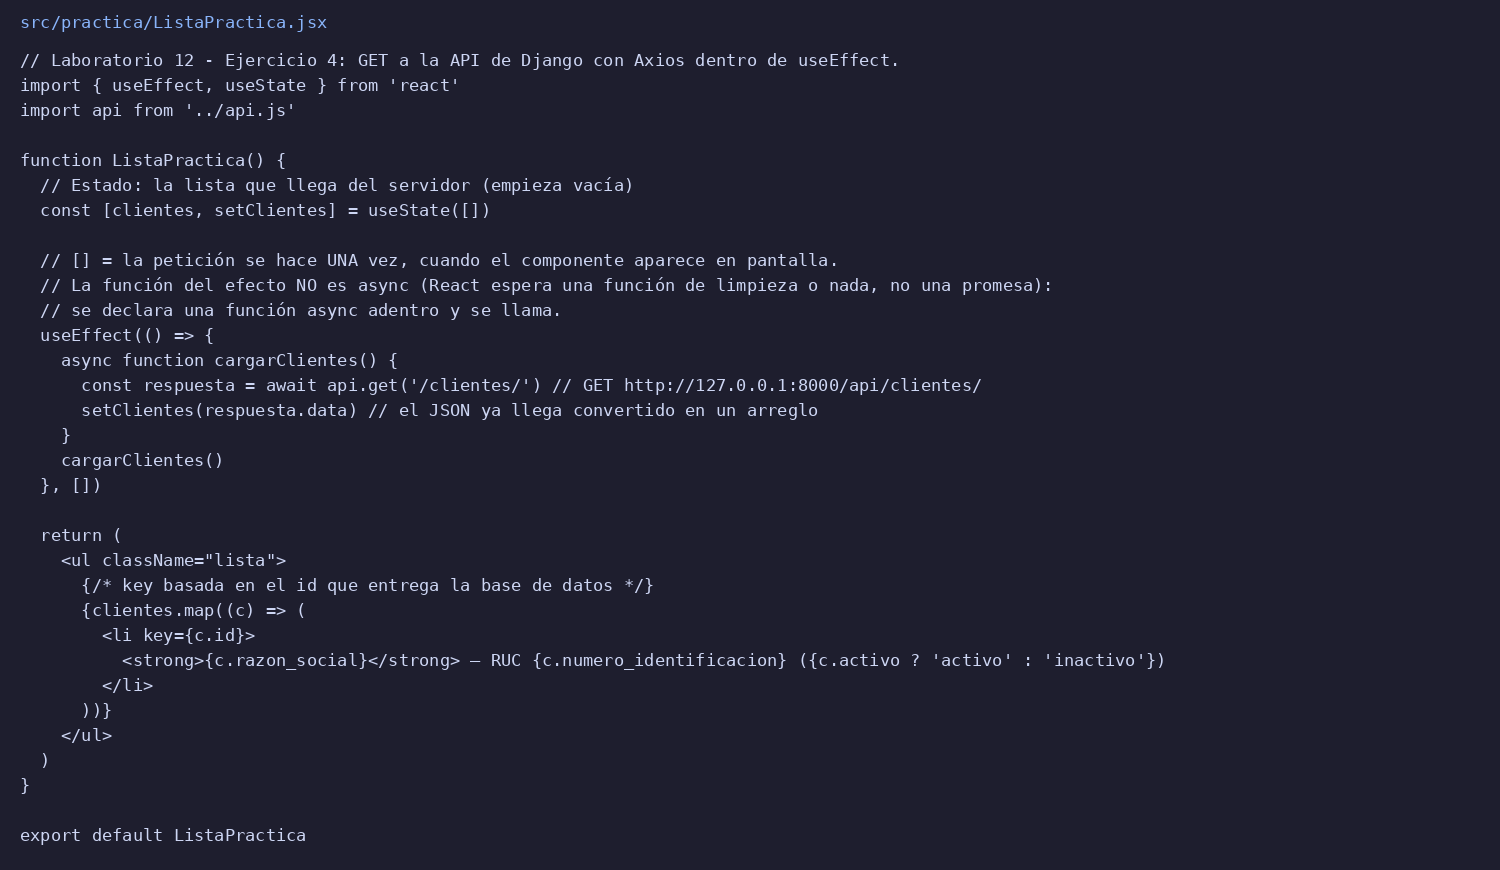 src/practica/ListaPractica.jsx
// Laboratorio 12 - Ejercicio 4: GET a la API de Django con Axios dentro de useEffect.
import { useEffect, useState } from 'react'
import api from '../api.js'

function ListaPractica() {
  // Estado: la lista que llega del servidor (empieza vacía)
  const [clientes, setClientes] = useState([])

  // [] = la petición se hace UNA vez, cuando el componente aparece en pantalla.
  // La función del efecto NO es async (React espera una función de limpieza o nada, no una promesa):
  // se declara una función async adentro y se llama.
  useEffect(() => {
    async function cargarClientes() {
      const respuesta = await api.get('/clientes/') // GET http://127.0.0.1:8000/api/clientes/
      setClientes(respuesta.data) // el JSON ya llega convertido en un arreglo
    }
    cargarClientes()
  }, [])

  return (
    <ul className="lista">
      {/* key basada en el id que entrega la base de datos */}
      {clientes.map((c) => (
        <li key={c.id}>
          <strong>{c.razon_social}</strong> — RUC {c.numero_identificacion} ({c.activo ? 'activo' : 'inactivo'})
        </li>
      ))}
    </ul>
  )
}

export default ListaPractica